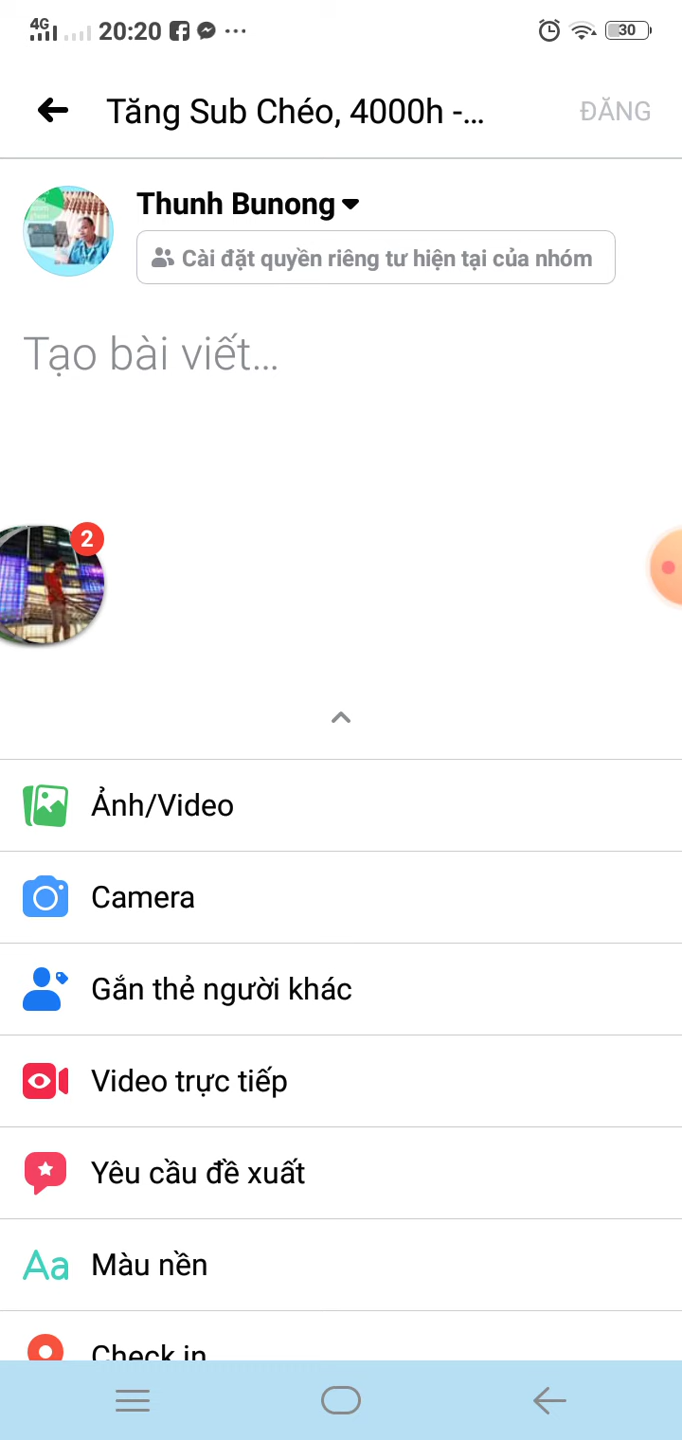 4G 20:20 ... 30
Tăng Sub Chéo, 4000h -...
ĐĂNG
Thunh Bunong
Cài đặt quyền riêng tư hiện tại của nhóm
Tạo bài viết...
2
Ảnh/Video
Camera
Gắn thẻ người khác
Video trực tiếp
Yêu cầu đề xuất
Aa Màu nền
Check in